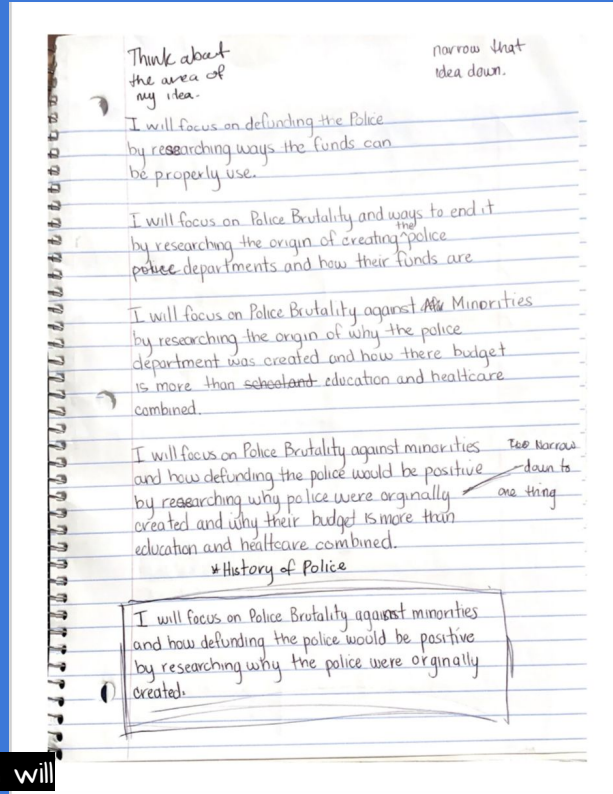 Think about
the area of
my idea.
narrow that
idea down.
I will focus on defunding the Police
by researching ways the funds can
be properly use.
I will focus on Police Brutality and ways to end it
by researching the origin of creating the police
police departments and how their funds are
I will focus on Police Brutality against Minorities
by researching the origin of why the police
department was created and how there budget
is more than school and education and healtcare
combined.
I will focus on Police Brutality against minorities
and how defunding the police would be positive
by researching why police were orginally
created and why their budget is more than
education and healtcare combined.
Narrow
down to
one thing
*History of Police
I will focus on Police Brutality against minorities
and how defunding the police would be positive
by researching why the police were orginally
created.
will